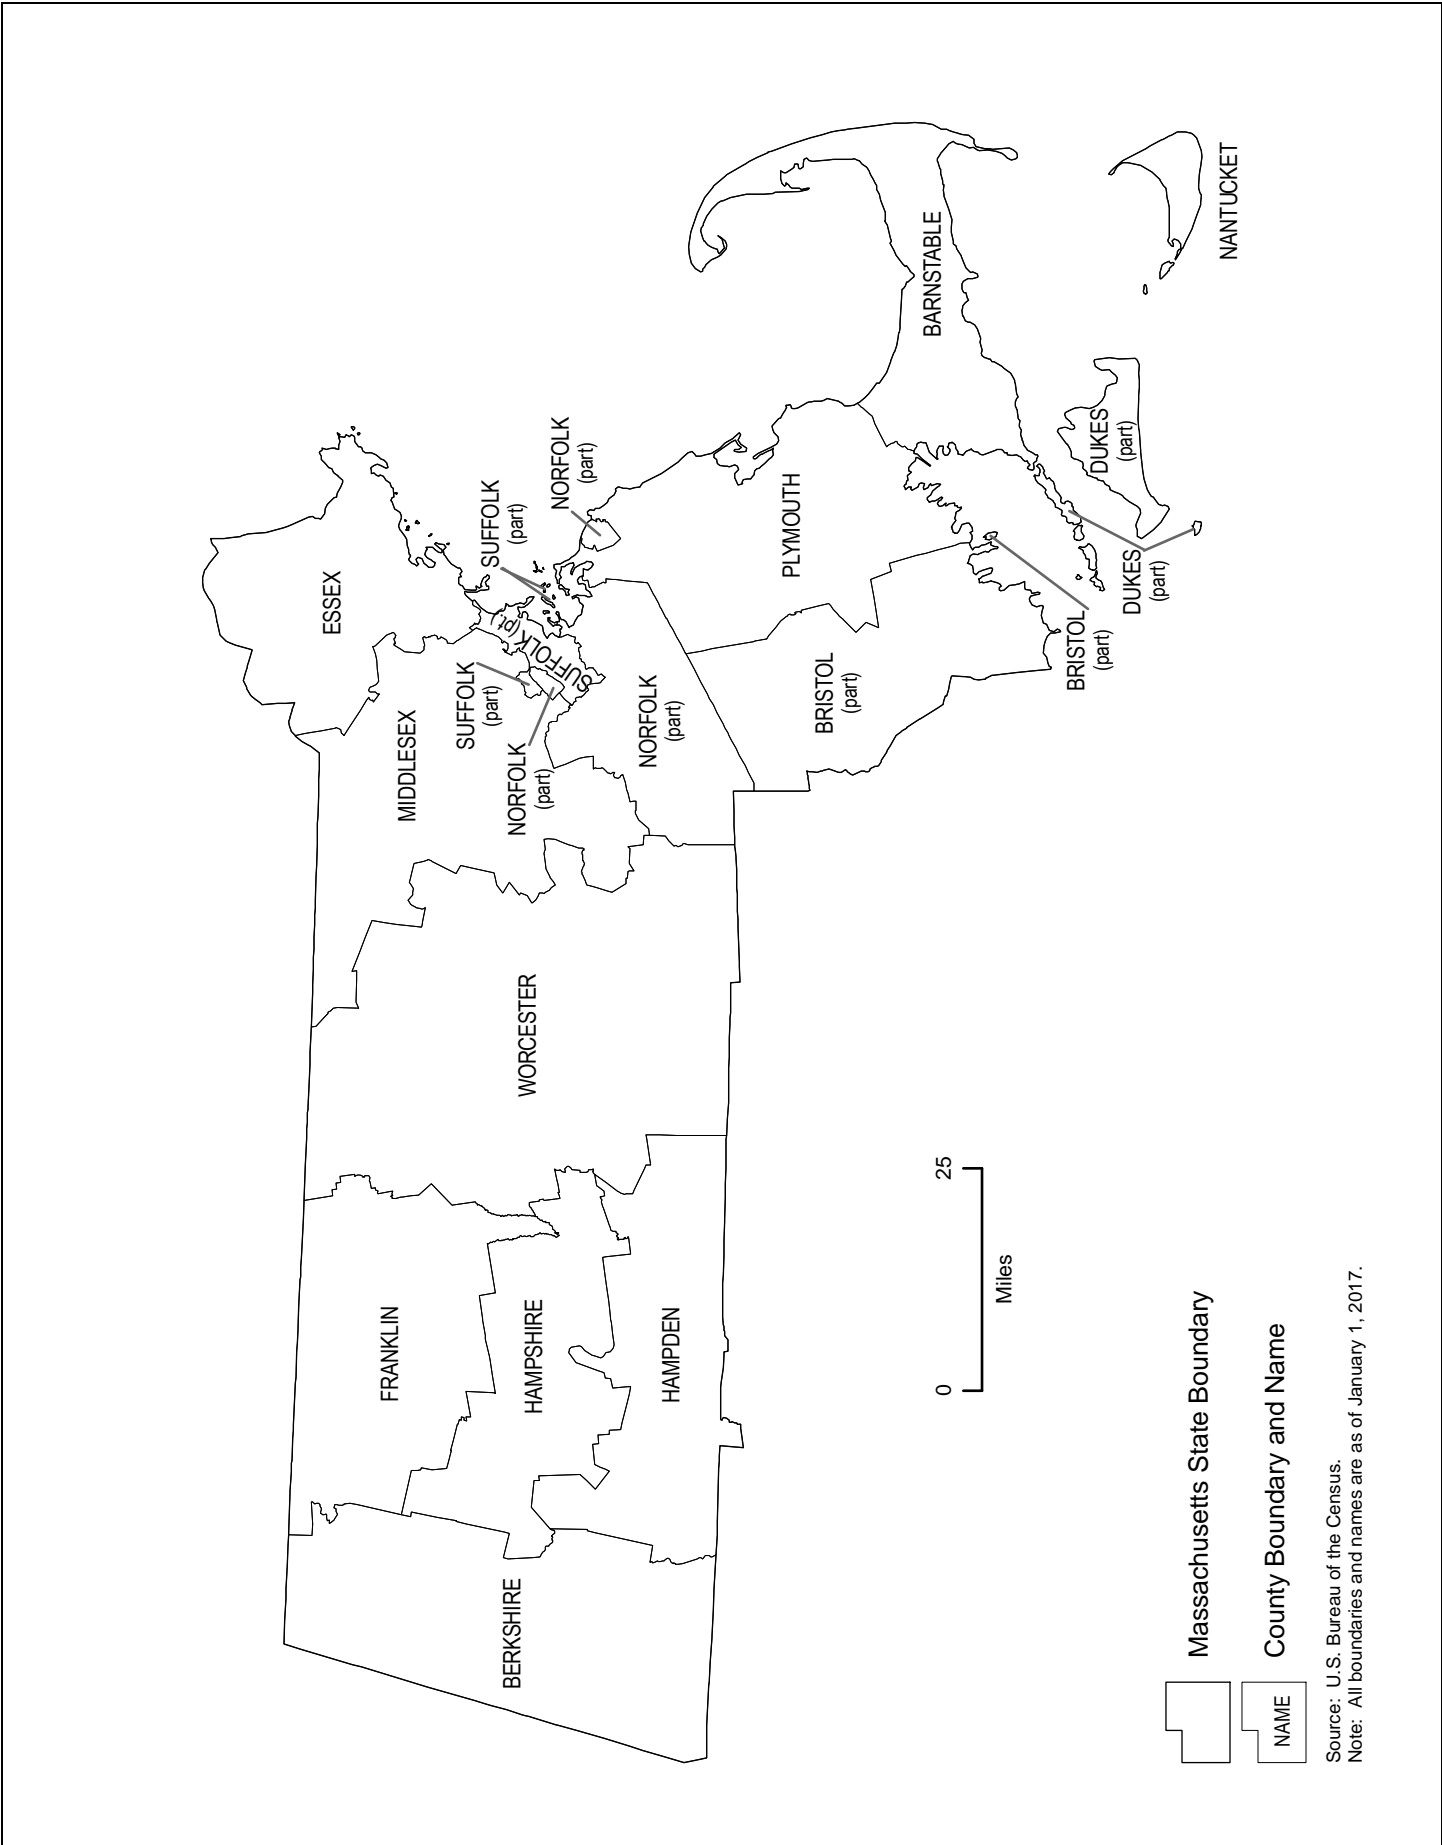 ESSEX
FRANKLIN
MIDDLESEX
SUFFOLK
(part)
NORFOLK
(part)
SUFFOLK (pt.)
SUFFOLK
(part)
NORFOLK
(part)
BERKSHIRE
HAMPSHIRE
WORCESTER
HAMPDEN
NORFOLK
(part)
PLYMOUTH
BRISTOL
(part)
BARNSTABLE
BRISTOL
(part)
DUKES
(part)
DUKES
(part)
NANTUCKET
0 25
Miles
Massachusetts State Boundary
NAME County Boundary and Name
Source: U.S. Bureau of the Census.
Note: All boundaries and names are as of January 1, 2017.